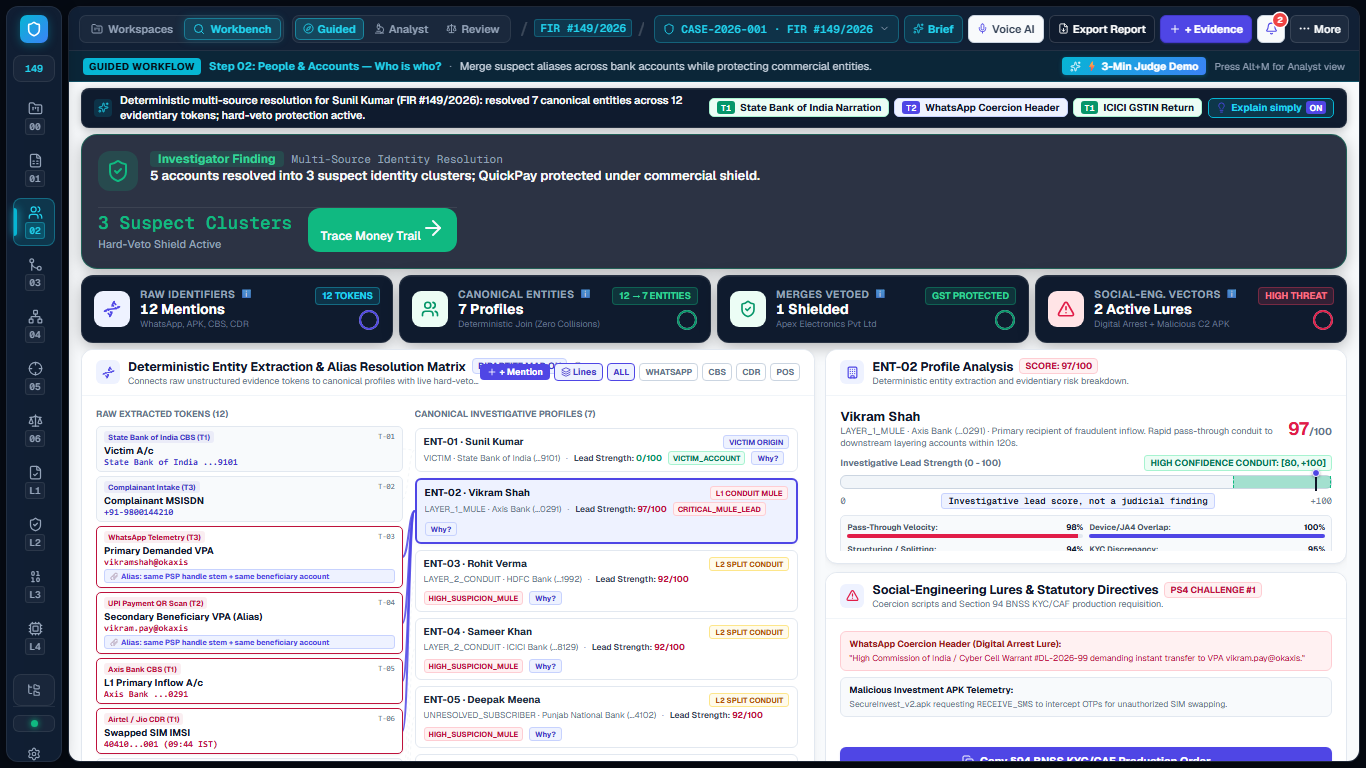 Workspaces
Workbench
Guided
Analyst
Review
/ FIR #149/2026 /
CASE-2026-001 · FIR #149/2026
Brief
Voice AI
Export Report
+ + Evidence
2
··· More
149
00
01
02
03
04
05
06
L1
L2
L3
L4
GUIDED WORKFLOW Step 02: People & Accounts — Who is who? · Merge suspect aliases across bank accounts while protecting commercial entities.
3-Min Judge Demo
Press Alt+M for Analyst view
Deterministic multi-source resolution for Sunil Kumar (FIR #149/2026): resolved 7 canonical entities across 12
evidentiary tokens; hard-veto protection active.
T1 State Bank of India Narration
T2 WhatsApp Coercion Header
T1 ICICI GSTIN Return
Explain simply ON
Investigator Finding Multi-Source Identity Resolution
5 accounts resolved into 3 suspect identity clusters; QuickPay protected under commercial shield.
3 Suspect Clusters
Hard-Veto Shield Active
Trace Money Trail
RAW IDENTIFIERS
12 TOKENS
12 Mentions
WhatsApp, APK, CBS, CDR
CANONICAL ENTITIES
12 → 7 ENTITIES
7 Profiles
Deterministic Join (Zero Collisions)
MERGES VETOED
GST PROTECTED
1 Shielded
Apex Electronics Pvt Ltd
SOCIAL-ENG. VECTORS
HIGH THREAT
2 Active Lures
Digital Arrest + Malicious C2 APK
Deterministic Entity Extraction & Alias Resolution Matrix
Connects raw unstructured evidence tokens to canonical profiles with live hard-veto...
+ + Mention
Lines
ALL
WHATSAPP
CBS
CDR
POS
RAW EXTRACTED TOKENS (12)
State Bank of India CBS (T1) T-01
Victim A/c
State Bank of India ...9101
Complainant Intake (T3) T-02
Complainant MSISDN
+91-9800144210
WhatsApp Telemetry (T3) T-03
Primary Demanded VPA
vikramshah@okaxis
Alias: same PSP handle stem + same beneficiary account
UPI Payment QR Scan (T2) T-04
Secondary Beneficiary VPA (Alias)
vikram.pay@okaxis
Alias: same PSP handle stem + same beneficiary account
Axis Bank CBS (T1) T-05
L1 Primary Inflow A/c
Axis Bank ...0291
Airtel / Jio CDR (T1) T-06
Swapped SIM IMSI
40410...001 (09:44 IST)
CANONICAL INVESTIGATIVE PROFILES (7)
ENT-01 · Sunil Kumar VICTIM ORIGIN
VICTIM · State Bank of India (...9101) · Lead Strength: 0/100 VICTIM_ACCOUNT Why?
ENT-02 · Vikram Shah L1 CONDUIT MULE
LAYER_1_MULE · Axis Bank (...0291) · Lead Strength: 97/100 CRITICAL_MULE_LEAD
Why?
ENT-03 · Rohit Verma L2 SPLIT CONDUIT
LAYER_2_CONDUIT · HDFC Bank (...1992) · Lead Strength: 92/100
HIGH_SUSPICION_MULE Why?
ENT-04 · Sameer Khan L2 SPLIT CONDUIT
LAYER_2_CONDUIT · ICICI Bank (...8129) · Lead Strength: 92/100
HIGH_SUSPICION_MULE Why?
ENT-05 · Deepak Meena L2 SPLIT CONDUIT
UNRESOLVED_SUBSCRIBER · Punjab National Bank (...4102) · Lead Strength: 92/100
HIGH_SUSPICION_MULE Why?
ENT-02 Profile Analysis SCORE: 97/100
Deterministic entity extraction and evidentiary risk breakdown.
Vikram Shah
LAYER_1_MULE · Axis Bank (...0291) · Primary recipient of fraudulent inflow. Rapid pass-through conduit to
downstream layering accounts within 120s.
97/100
Investigative Lead Strength (0 - 100) HIGH CONFIDENCE CONDUIT: [80, +100]
0 Investigative lead score, not a judicial finding +100
Pass-Through Velocity: 98% Device/JA4 Overlap: 100%
Structuring / Splitting: 94% KYC Discrepancy: 95%
Social-Engineering Lures & Statutory Directives PS4 CHALLENGE #1
Coercion scripts and Section 94 BNSS KYC/CAF production requisition.
WhatsApp Coercion Header (Digital Arrest Lure):
"High Commission of India / Cyber Cell Warrant #DL-2026-99 demanding instant transfer to VPA vikram.pay@okaxis."
Malicious Investment APK Telemetry:
SecureInvest_v2.apk requesting RECEIVE_SMS to intercept OTPs for unauthorized SIM swapping.
Copy §94 BNSS KYC/CAF Production Order